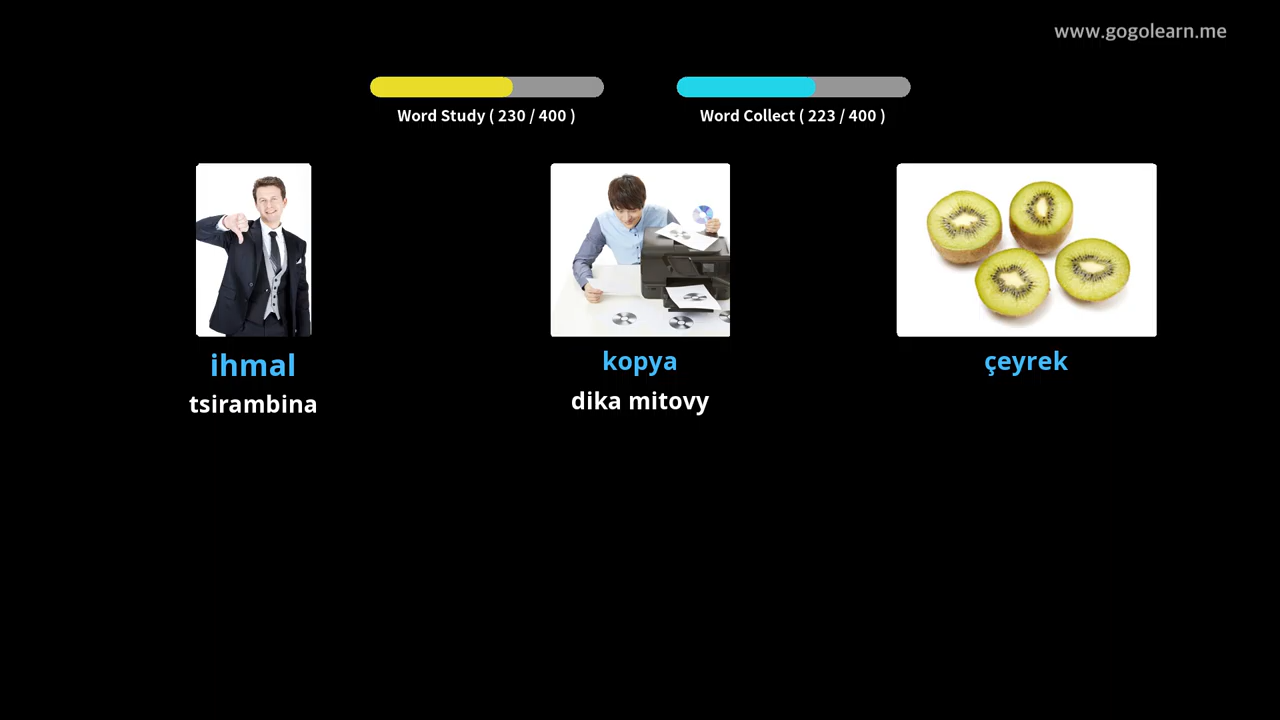 www.gogolearn.me
Word Study ( 230 / 400 )
Word Collect ( 223 / 400 )
ihmal
kopya
çeyrek
tsirambina
dika mitovy